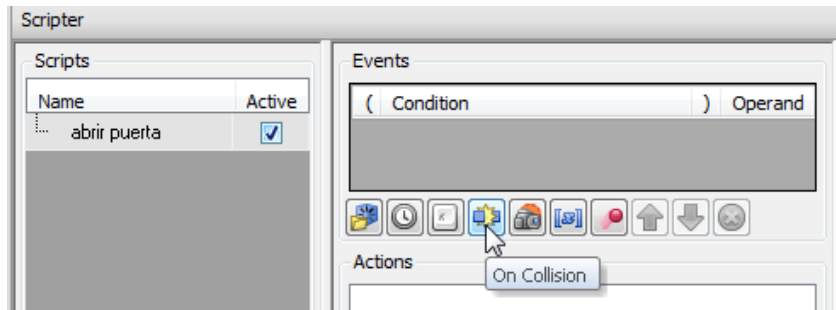 Scripter
Scripts
Name Active
abrir puerta
Events
( Condition ) Operand
On Collision
Actions